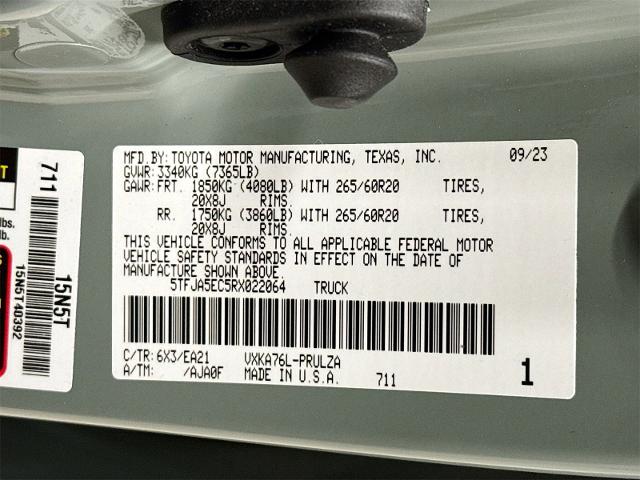 MFD.BY: TOYOTA MOTOR MANUFACTURING, TEXAS, INC. 09/23
GVWR: 3340KG (7365LB)
GAWR: FRT. 1850KG (4080LB) WITH 265/60R20 TIRES,
20X8J RIMS.
RR. 1750KG (3860LB) WITH 265/60R20 TIRES,
20X8J RIMS.
THIS VEHICLE CONFORMS TO ALL APPLICABLE FEDERAL MOTOR
VEHICLE SAFETY STANDARDS IN EFFECT ON THE DATE OF
MANUFACTURE SHOWN ABOVE.
5TFJA5EC5RX022064 TRUCK
C/TR: 6X3/EA21 VXKA76L-PRULZA
A/TM: /AJA0F MADE IN U.S.A. 711 1
711
15N5T
15N5T40392
lbs.
lb.